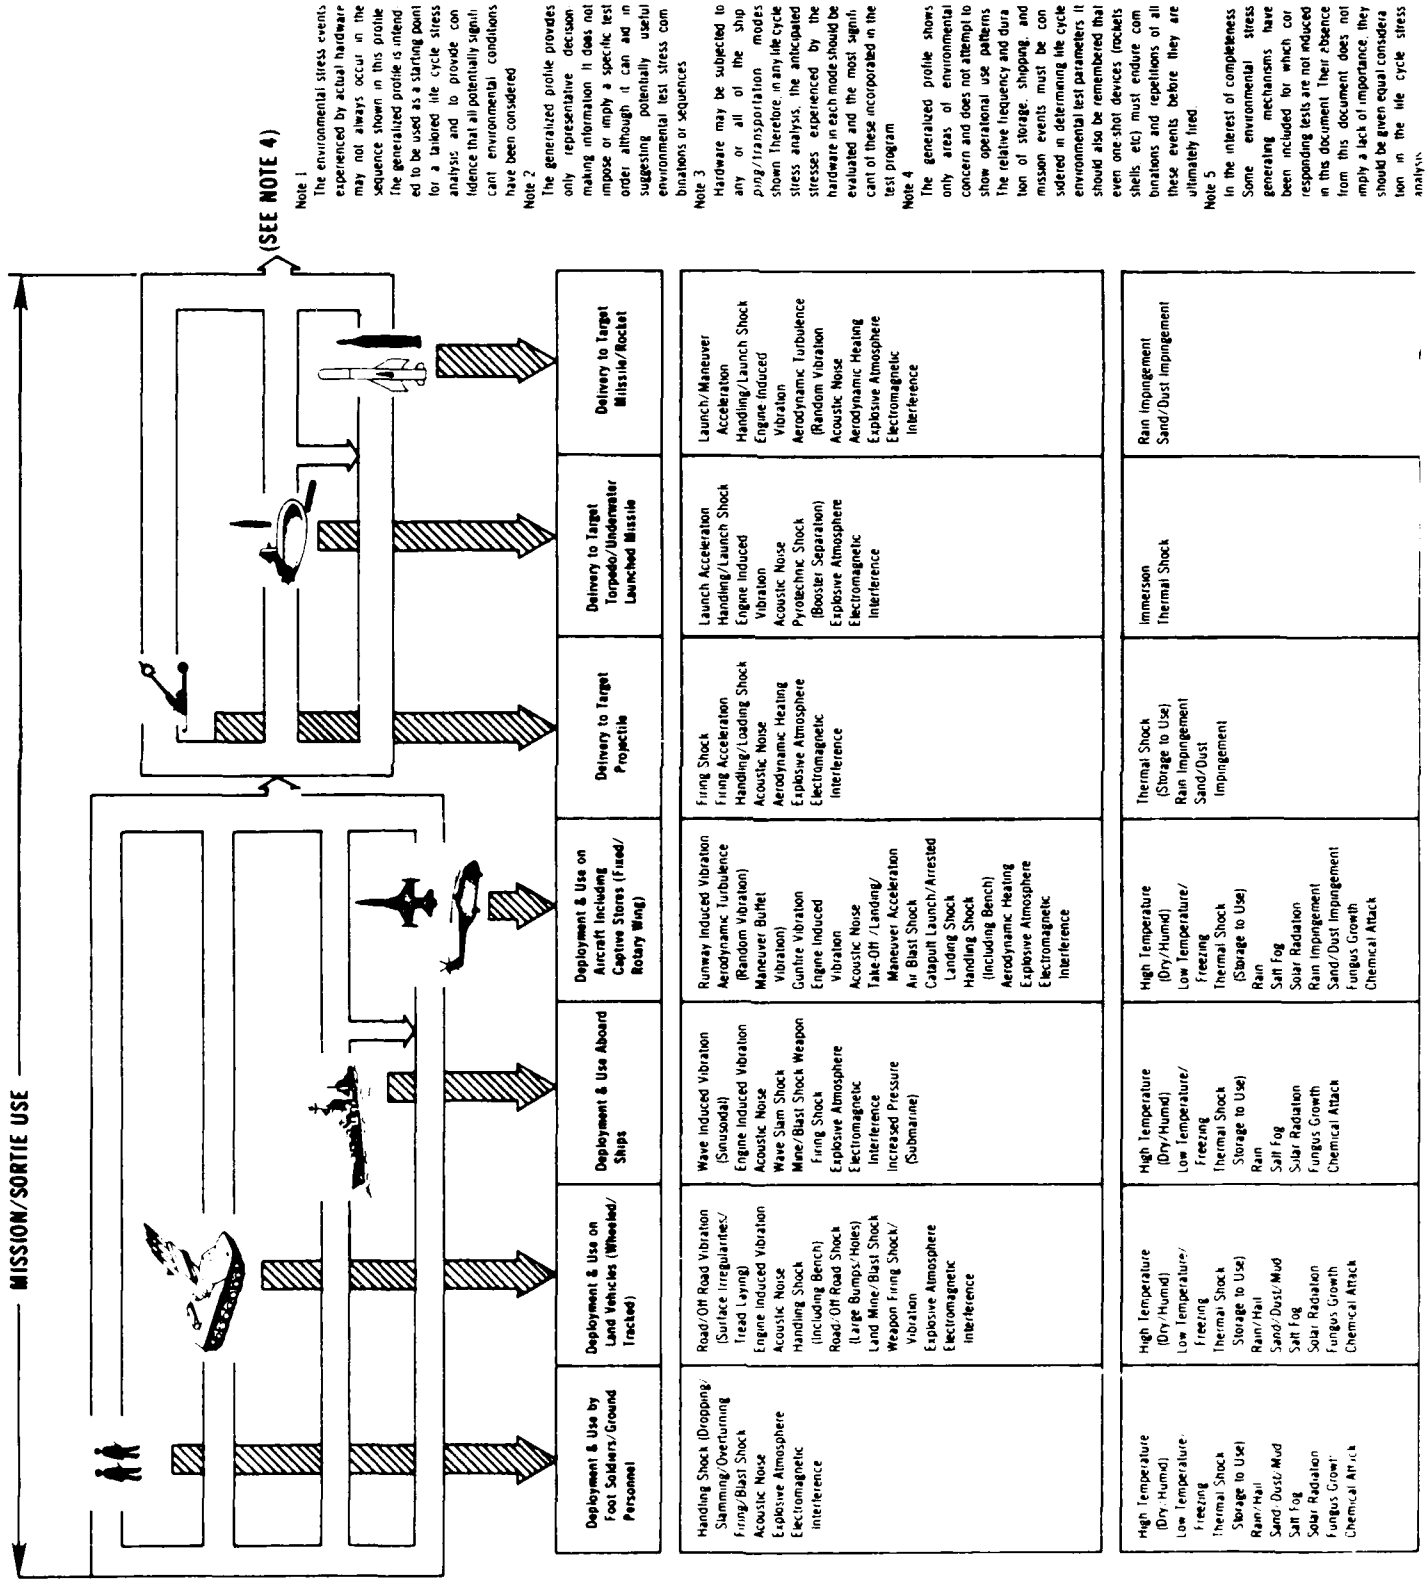 MISSION/SORTIE USE
(SEE NOTE 4)
Deployment & Use by
Foot Soldiers/Ground
Personnel
Handling Shock (Dropping/
Slamming/Overturning
Firing/Blast Shock
Acoustic Noise
Explosive Atmosphere
Electromagnetic
Interference
High Temperature
(Dry/Humid)
Low Temperature/
Freezing
Thermal Shock
Storage to Use)
Rain/Hail
Sand/Dust/Mud
Salt Fog
Solar Radiation
Fungus Growth
Chemical Attack
Deployment & Use on
Land Vehicles (Wheeled/
Tracked)
Road/Off Road Vibration
(Surface Irregularities/
Tread Laying)
Engine Induced Vibration
Acoustic Noise
Handling Shock
(Including Bench)
Road/Off Road Shock
(Large Bumps/Holes)
Land Mine/Blast Shock
Weapon Firing Shock/
Vibration
Explosive Atmosphere
Electromagnetic
Interference
High Temperature
(Dry/Humid)
Low Temperature/
Freezing
Thermal Shock
Storage to Use)
Rain/Hail
Sand/Dust/Mud
Salt Fog
Solar Radiation
Fungus Growth
Chemical Attack
Deployment & Use Aboard
Ships
Wave Induced Vibration
(Sinusoidal)
Engine Induced Vibration
Acoustic Noise
Wave Slam Shock
Mine/Blast Shock Weapon
Firing Shock
Explosive Atmosphere
Electromagnetic
Interference
Increased Pressure
(Submarine)
High Temperature
(Dry/Humid)
Low Temperature/
Freezing
Thermal Shock
Storage to Use)
Rain
Salt Fog
Solar Radiation
Fungus Growth
Chemical Attack
Deployment & Use on
Aircraft Including
Captive Stores (Fixed/
Rotary Wing)
Runway Induced Vibration
Aerodynamic Turbulence
(Random Vibration)
Maneuver Buffet
Vibration)
Gunfire Vibration
Engine Induced
Vibration
Acoustic Noise
Take-Off /Landing/
Maneuver Acceleration
Air Blast Shock
Catapult Launch/Arrested
Landing Shock
Handling Shock
(Including Bench)
Aerodynamic Heating
Explosive Atmosphere
Electromagnetic
Interference
High Temperature
(Dry/Humid)
Low Temperature/
Freezing
Thermal Shock
(Storage to Use)
Rain
Salt Fog
Solar Radiation
Rain Impingement
Sand/Dust Impingement
Fungus Growth
Chemical Attack
Delivery to Target
Projectile
Firing Shock
Firing Acceleration
Handling/Loading Shock
Acoustic Noise
Aerodynamic Heating
Explosive Atmosphere
Electromagnetic
Interference
Thermal Shock
(Storage to Use)
Rain Impingement
Sand/Dust
Impingement
Delivery to Target
Torpedo/Underwater
Launched Missile
Launch Acceleration
Handling/Launch Shock
Engine Induced
Vibration
Acoustic Noise
Pyrotechnic Shock
(Booster Separation)
Explosive Atmosphere
Electromagnetic
Interference
Immersion
Thermal Shock
Delivery to Target
Milssile/Rocket
Launch/Maneuver
Acceleration
Handling/Launch Shock
Engine-Induced
Vibration
Aerodynamic Turbulence
(Random Vibration
Acoustic Noise
Aerodynamic Heating
Explosive Atmosphere
Electromagnetic
Interference
Rain Impingement
Sand/Dust Impingement
Note 1
The environmental stress events
experienced by actual hardware
may not always occur in the
sequence shown in this profile
The generalized profile is intend
ed to be used as a starting point
for a tailored life cycle stress
analysis and to provide con
fidence that all potentially signifi
cant environmental conditions
have been considered
Note 2
The generalized profile provides
only representative decision
making information It does not
impose or imply a specific test
order although it can aid in
suggesting potentially useful
environmental test stress com
binations or sequences
Note 3
Hardware may be subjected to
any or all of the ship
ping/transportation modes
shown Therefore, in any life cycle
stress analysis, the anticipated
stresses experienced by the
hardware in each mode should be
evaluated and the most signifi
cant of these incorporated in the
test program
Note 4
The generalized profile shows
only areas of environmental
concern and does not attempt to
show operational use patterns
The relative frequency and dura
tion of storage, shipping, and
mission events must be con
sidered in determining life cycle
environmental test parameters It
should also be remembered that
even one-shot devices (rockets
shells, etc) must endure com
binations and repetitions of all
these events before they are
ultimately fired
Note 5
In the interest of completeness
Some environmental stress
generating mechanisms have
been included for which cor
responding tests are not induced
in this document Their absence
from this document does not
imply a lack of importance, they
should be given equal considera
tion in the life cycle stress
analysis